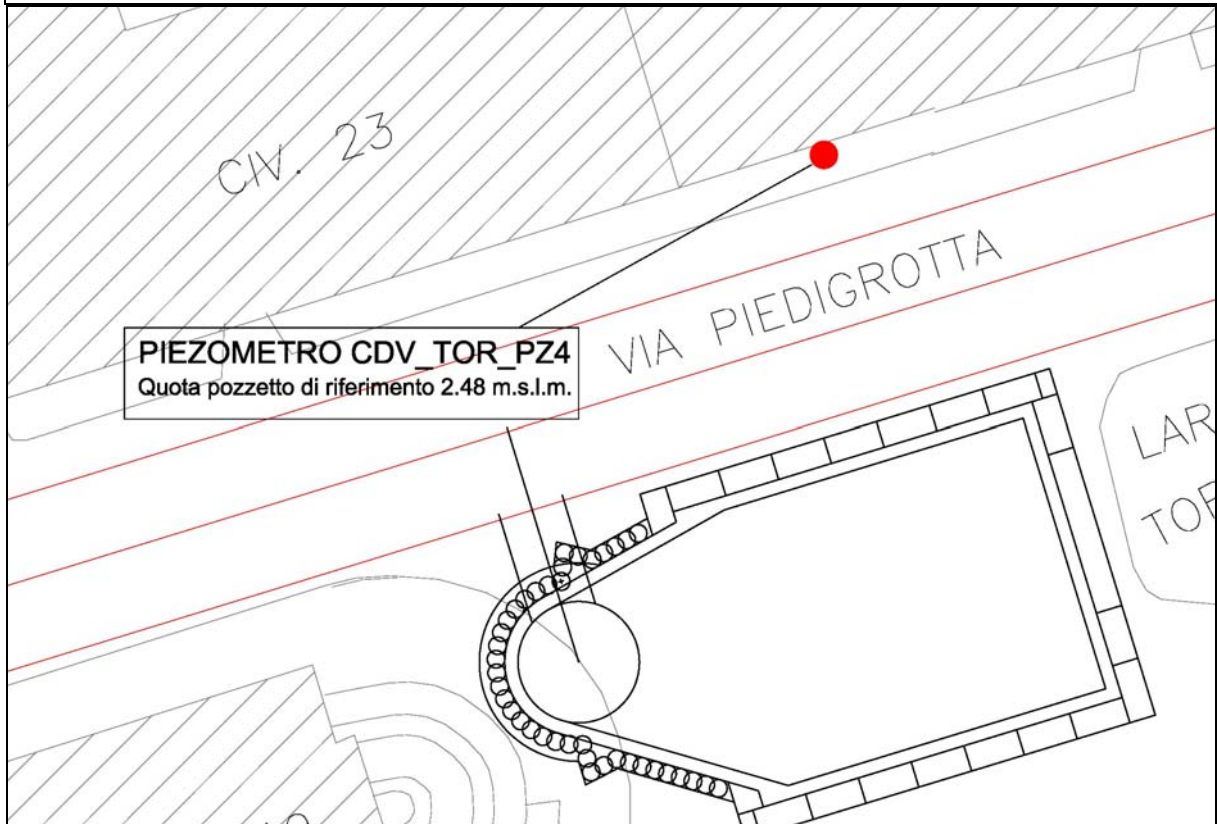 CIV. 23
VIA PIEDIGROTTA
PIEZOMETRO CDV_TOR_PZ4
Quota pozzetto di riferimento 2.48 m.s.l.m.
LAR
TOR